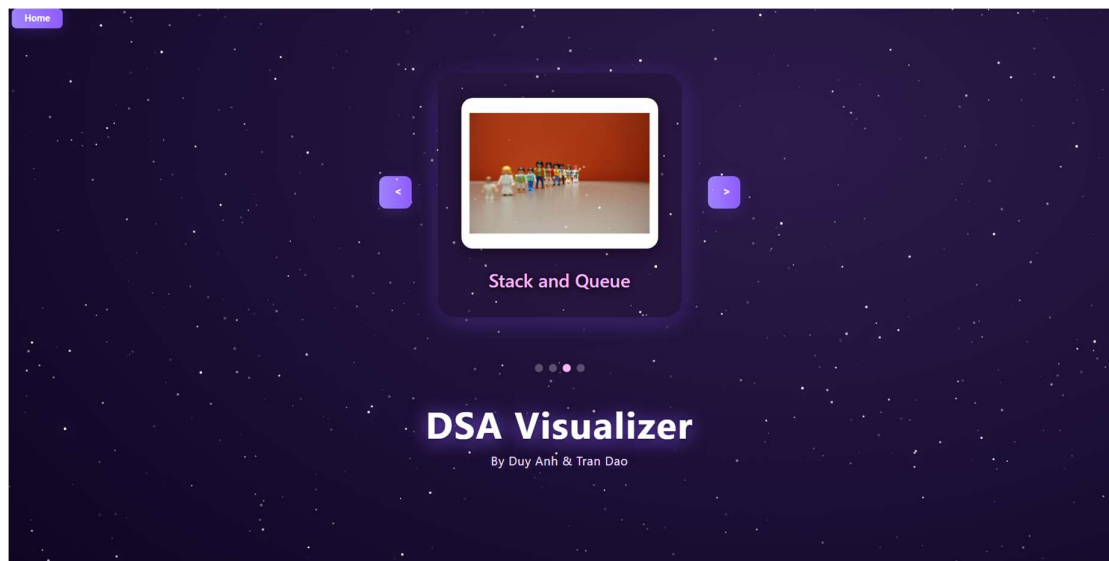 Home
<
>
Stack and Queue
DSA Visualizer
By Duy Anh & Tran Dao